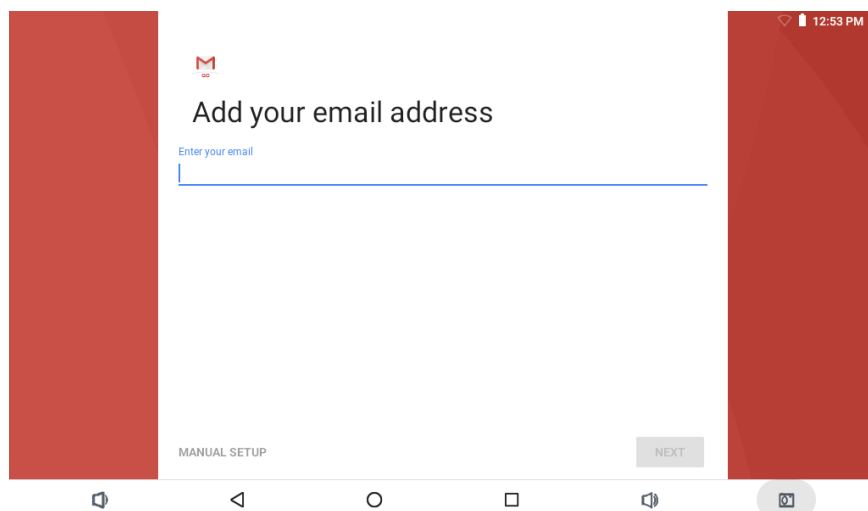 12:53 PM
Add your email address
Enter your email
MANUAL SETUP
NEXT